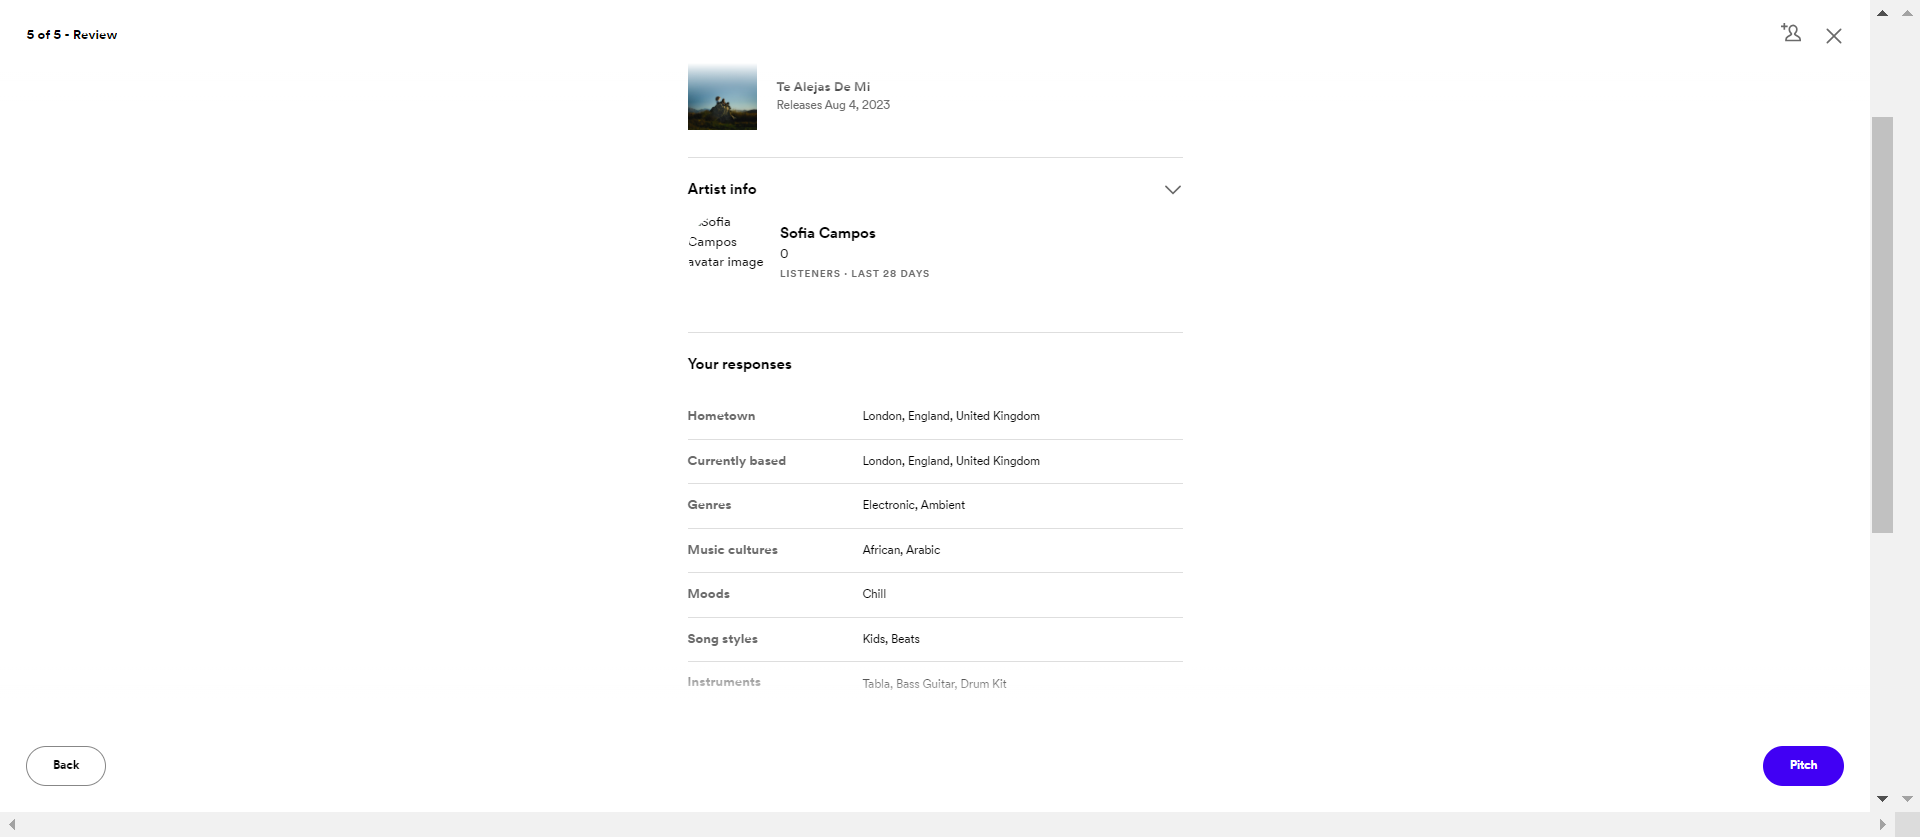 5 of 5 - Review
Te Alejas De Mi
Releases Aug 4, 2023
Artist info
Sofia
Campos
avatar image
Sofia Campos
0
LISTENERS · LAST 28 DAYS
Your responses
Hometown London, England, United Kingdom
Currently based London, England, United Kingdom
Genres Electronic, Ambient
Music cultures African, Arabic
Moods Chill
Song styles Kids, Beats
Instruments Tabla, Bass Guitar, Drum Kit
Back
Pitch